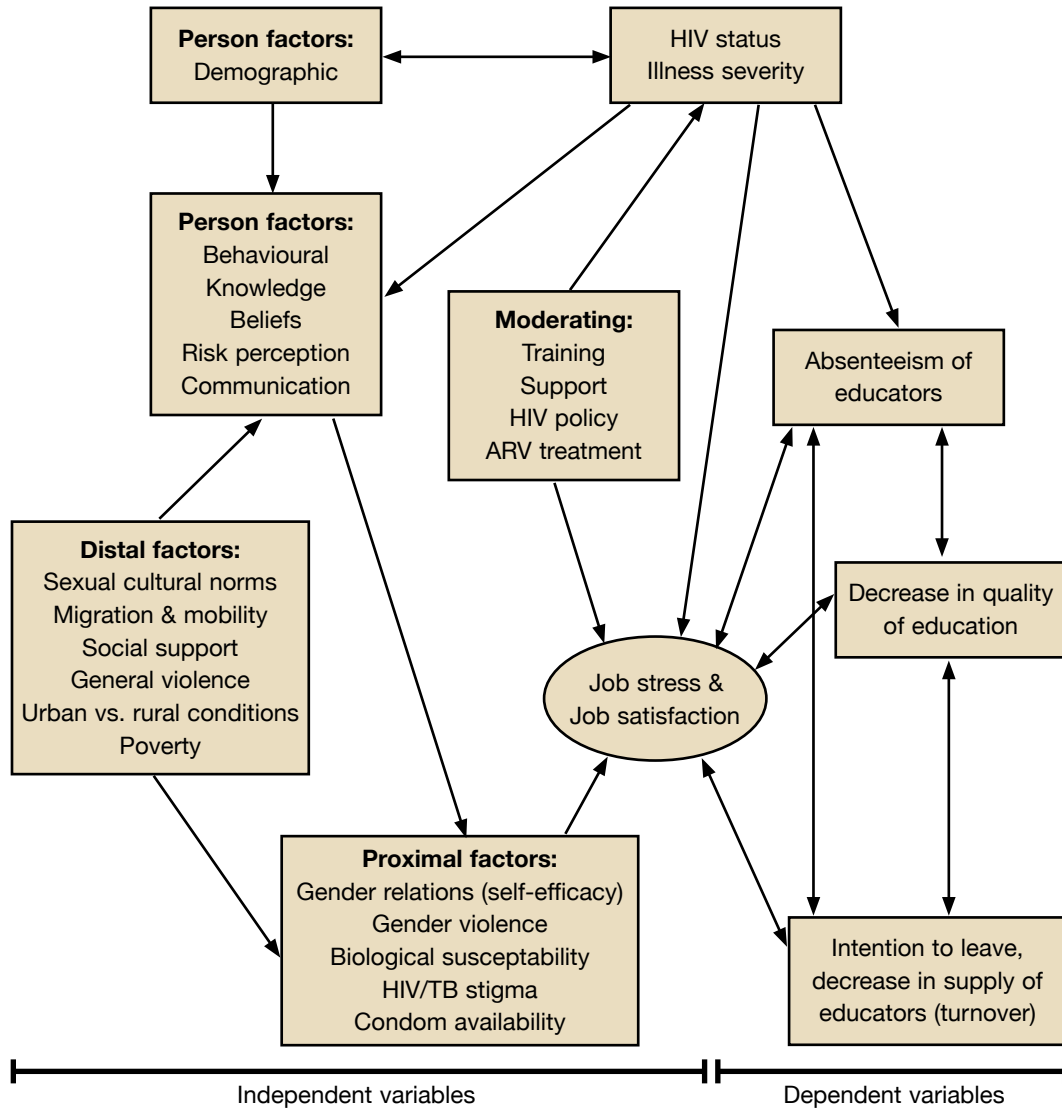 Person factors:
Demographic
HIV status
Illness severity
Person factors:
Behavioural
Knowledge
Beliefs
Risk perception
Communication
Moderating:
Training
Support
HIV policy
ARV treatment
Absenteeism of
educators
Distal factors:
Sexual cultural norms
Migration & mobility
Social support
General violence
Urban vs. rural conditions
Poverty
Decrease in quality
of education
Job stress &
Job satisfaction
Proximal factors:
Gender relations (self-efficacy)
Gender violence
Biological susceptability
HIV/TB stigma
Condom availability
Intention to leave,
decrease in supply of
educators (turnover)
Independent variables
Dependent variables